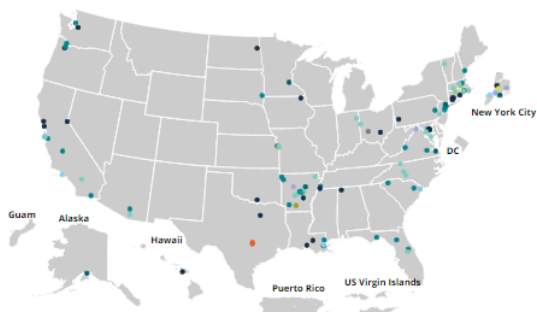 New York City
DC
Guam
Alaska
Hawaii
Puerto Rico
US Virgin Islands